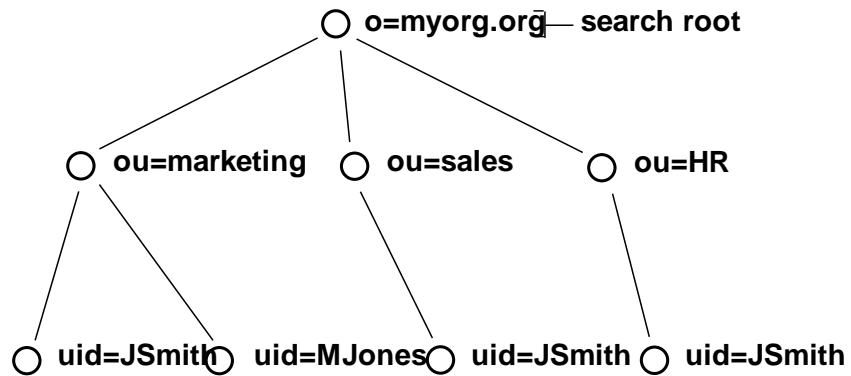 o=myorg.org search root
ou=marketing ou=sales ou=HR
uid=JSmith uid=MJones uid=JSmith uid=JSmith